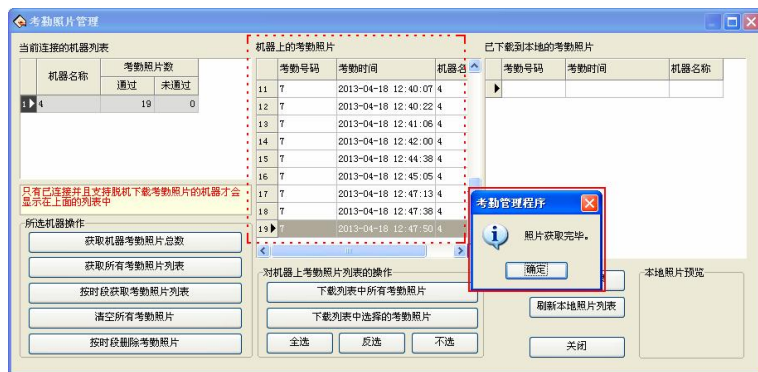 考勤照片管理
当前连接的机器列表
机器名称 考勤照片数
通过 未通过
1 4 19 0
只有已连接并且支持脱机下载考勤照片的机器才会
显示在上面的列表中
所选机器操作
获取机器考勤照片总数
获取所有考勤照片列表
按时段获取考勤照片列表
清空所有考勤照片
按时段删除考勤照片
机器上的考勤照片
考勤号码 考勤时间 机器名
11 7 2013-04-18 12:40:07 4
12 7 2013-04-18 12:40:22 4
13 7 2013-04-18 12:41:06 4
14 7 2013-04-18 12:42:00 4
15 7 2013-04-18 12:44:38 4
16 7 2013-04-18 12:45:05 4
17 7 2013-04-18 12:47:13 4
18 7 2013-04-18 12:47:38 4
19 7 2013-04-18 12:47:50 4
对机器上考勤照片列表的操作
下载列表中所有考勤照片
下载列表中选择的考勤照片
全选 反选 不选
已下载到本地的考勤照片
考勤号码 考勤时间 机器名称
考勤管理程序
照片获取完毕。
确定
刷新本地照片列表
关闭
本地照片预览